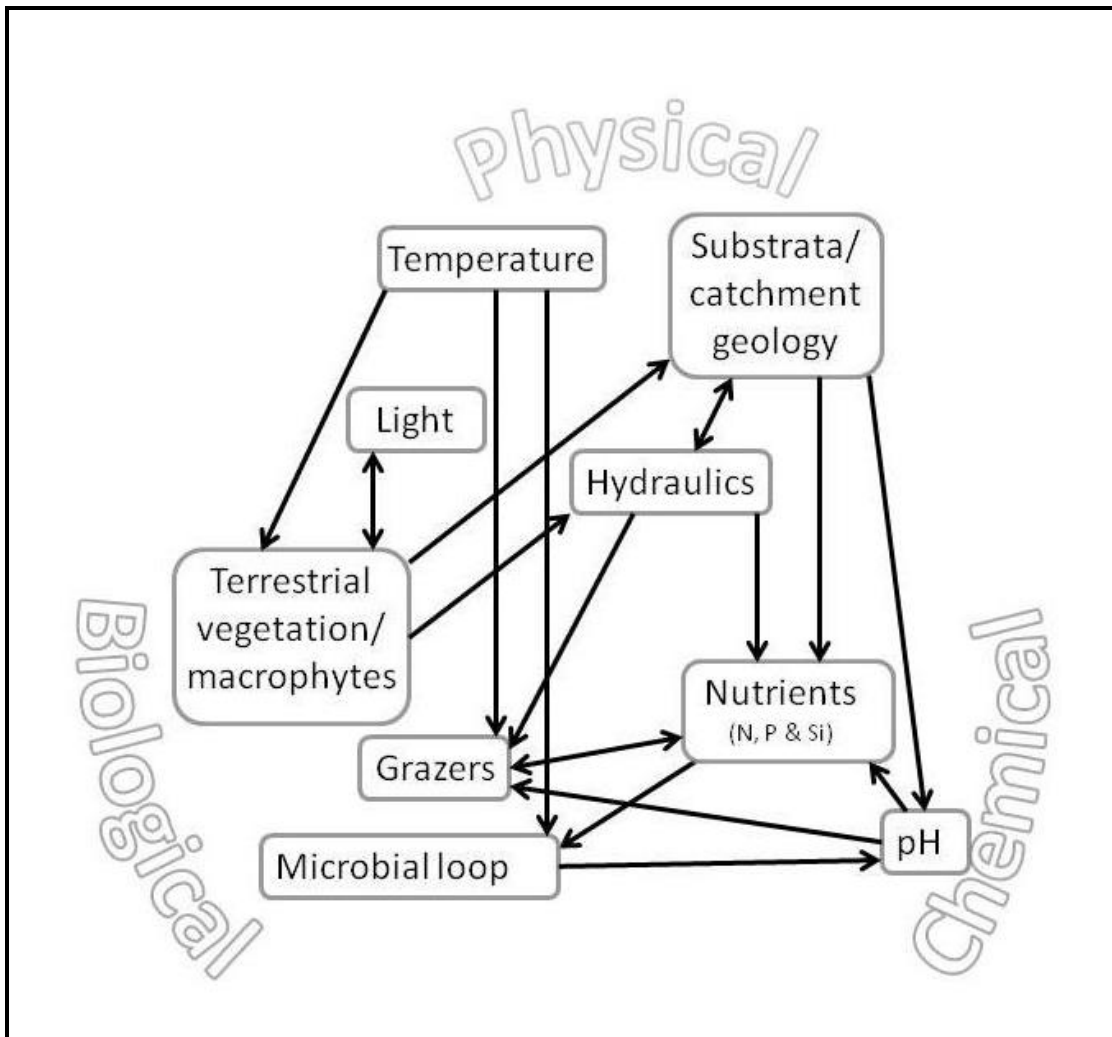 Physical
Temperature
Substrata/
catchment
geology
Light
Hydraulics
Terrestrial
vegetation/
macrophytes
Biological
Chemical
Nutrients
(N, P & Si)
Grazers
pH
Microbial loop